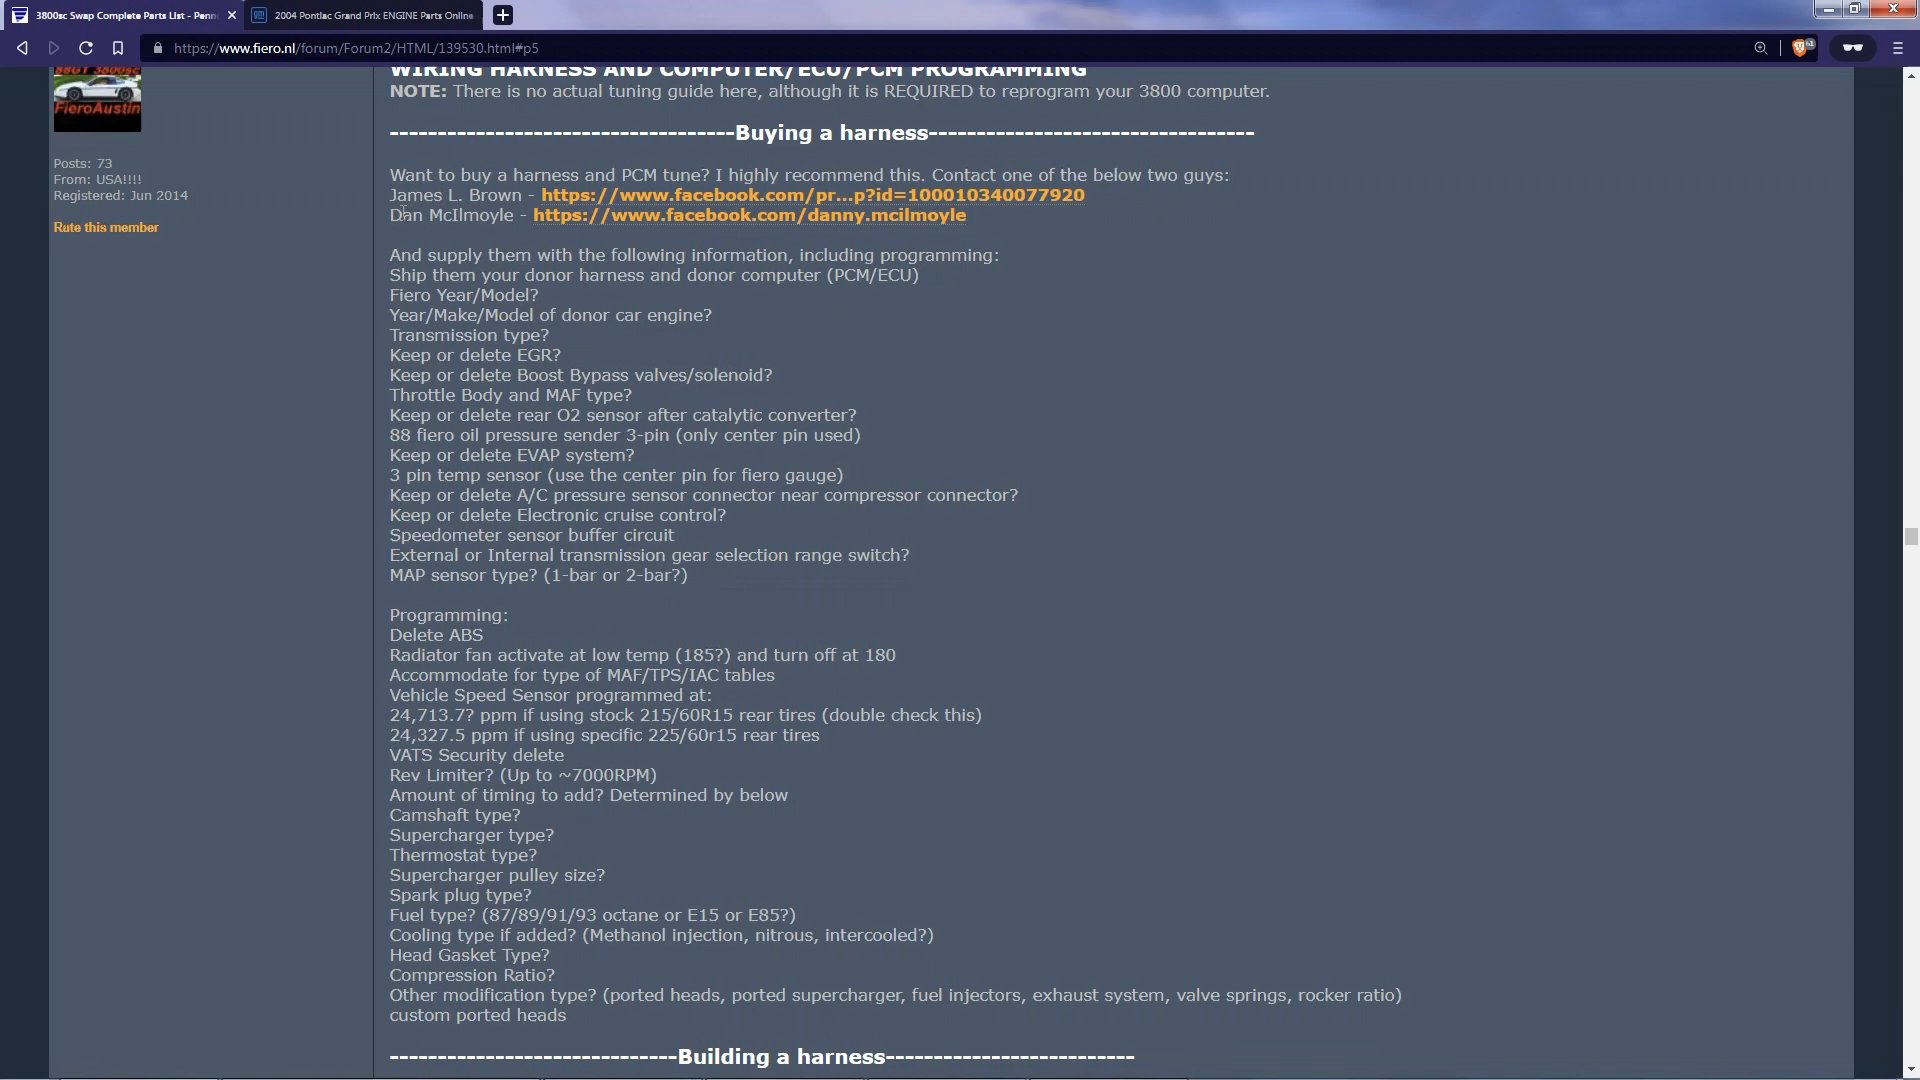 3800sc Swap Complete Parts List - Penn
2004 Pontiac Grand Prix ENGINE Parts Online
https://www.fiero.nl/forum/Forum2/HTML/139530.html#p5
88GT 3800sc
FieroAustin
Posts: 73
From: USA!!!!
Registered: Jun 2014
Rate this member
WIRING HARNESS AND COMPUTER/ECU/PCM PROGRAMMING
NOTE: There is no actual tuning guide here, although it is REQUIRED to reprogram your 3800 computer.
------------------------------------Buying a harness----------------------------------
Want to buy a harness and PCM tune? I highly recommend this. Contact one of the below two guys:
James L. Brown - https://www.facebook.com/pr...p?id=100010340077920
Dan McIlmoyle - https://www.facebook.com/danny.mcilmoyle
And supply them with the following information, including programming:
Ship them your donor harness and donor computer (PCM/ECU)
Fiero Year/Model?
Year/Make/Model of donor car engine?
Transmission type?
Keep or delete EGR?
Keep or delete Boost Bypass valves/solenoid?
Throttle Body and MAF type?
Keep or delete rear O2 sensor after catalytic converter?
88 fiero oil pressure sender 3-pin (only center pin used)
Keep or delete EVAP system?
3 pin temp sensor (use the center pin for fiero gauge)
Keep or delete A/C pressure sensor connector near compressor connector?
Keep or delete Electronic cruise control?
Speedometer sensor buffer circuit
External or Internal transmission gear selection range switch?
MAP sensor type? (1-bar or 2-bar?)
Programming:
Delete ABS
Radiator fan activate at low temp (185?) and turn off at 180
Accommodate for type of MAF/TPS/IAC tables
Vehicle Speed Sensor programmed at:
24,713.7? ppm if using stock 215/60R15 rear tires (double check this)
24,327.5 ppm if using specific 225/60r15 rear tires
VATS Security delete
Rev Limiter? (Up to ~7000RPM)
Amount of timing to add? Determined by below
Camshaft type?
Supercharger type?
Thermostat type?
Supercharger pulley size?
Spark plug type?
Fuel type? (87/89/91/93 octane or E15 or E85?)
Cooling type if added? (Methanol injection, nitrous, intercooled?)
Head Gasket Type?
Compression Ratio?
Other modification type? (ported heads, ported supercharger, fuel injectors, exhaust system, valve springs, rocker ratio)
custom ported heads
------------------------------Building a harness--------------------------